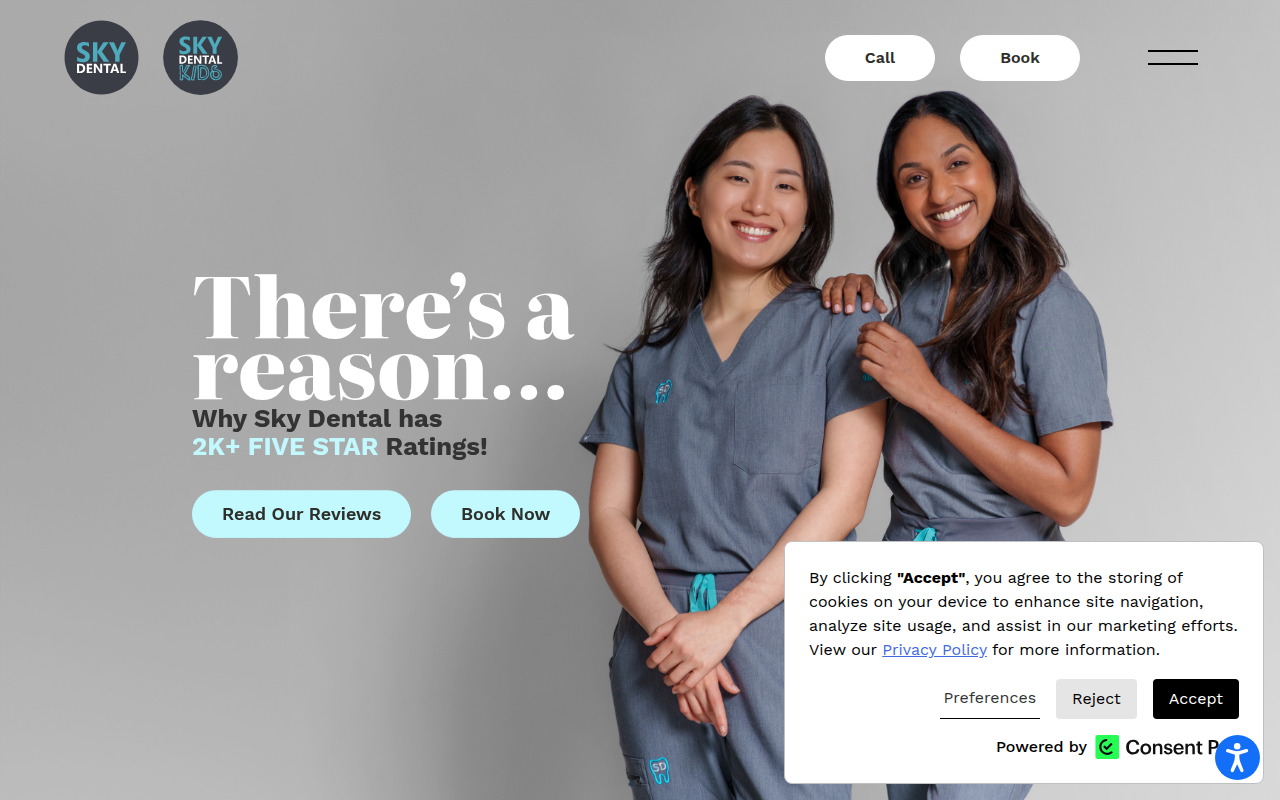 SKY
DENTAL
SKY
DENTAL
KIDS
Call
Book
There’s a
reason...
Why Sky Dental has
2K+ FIVE STAR Ratings!
Read Our Reviews
Book Now
SD
By clicking "Accept", you agree to the storing of
cookies on your device to enhance site navigation,
analyze site usage, and assist in our marketing efforts.
View our Privacy Policy for more information.
Preferences
Reject
Accept
Powered by
Consent
SD